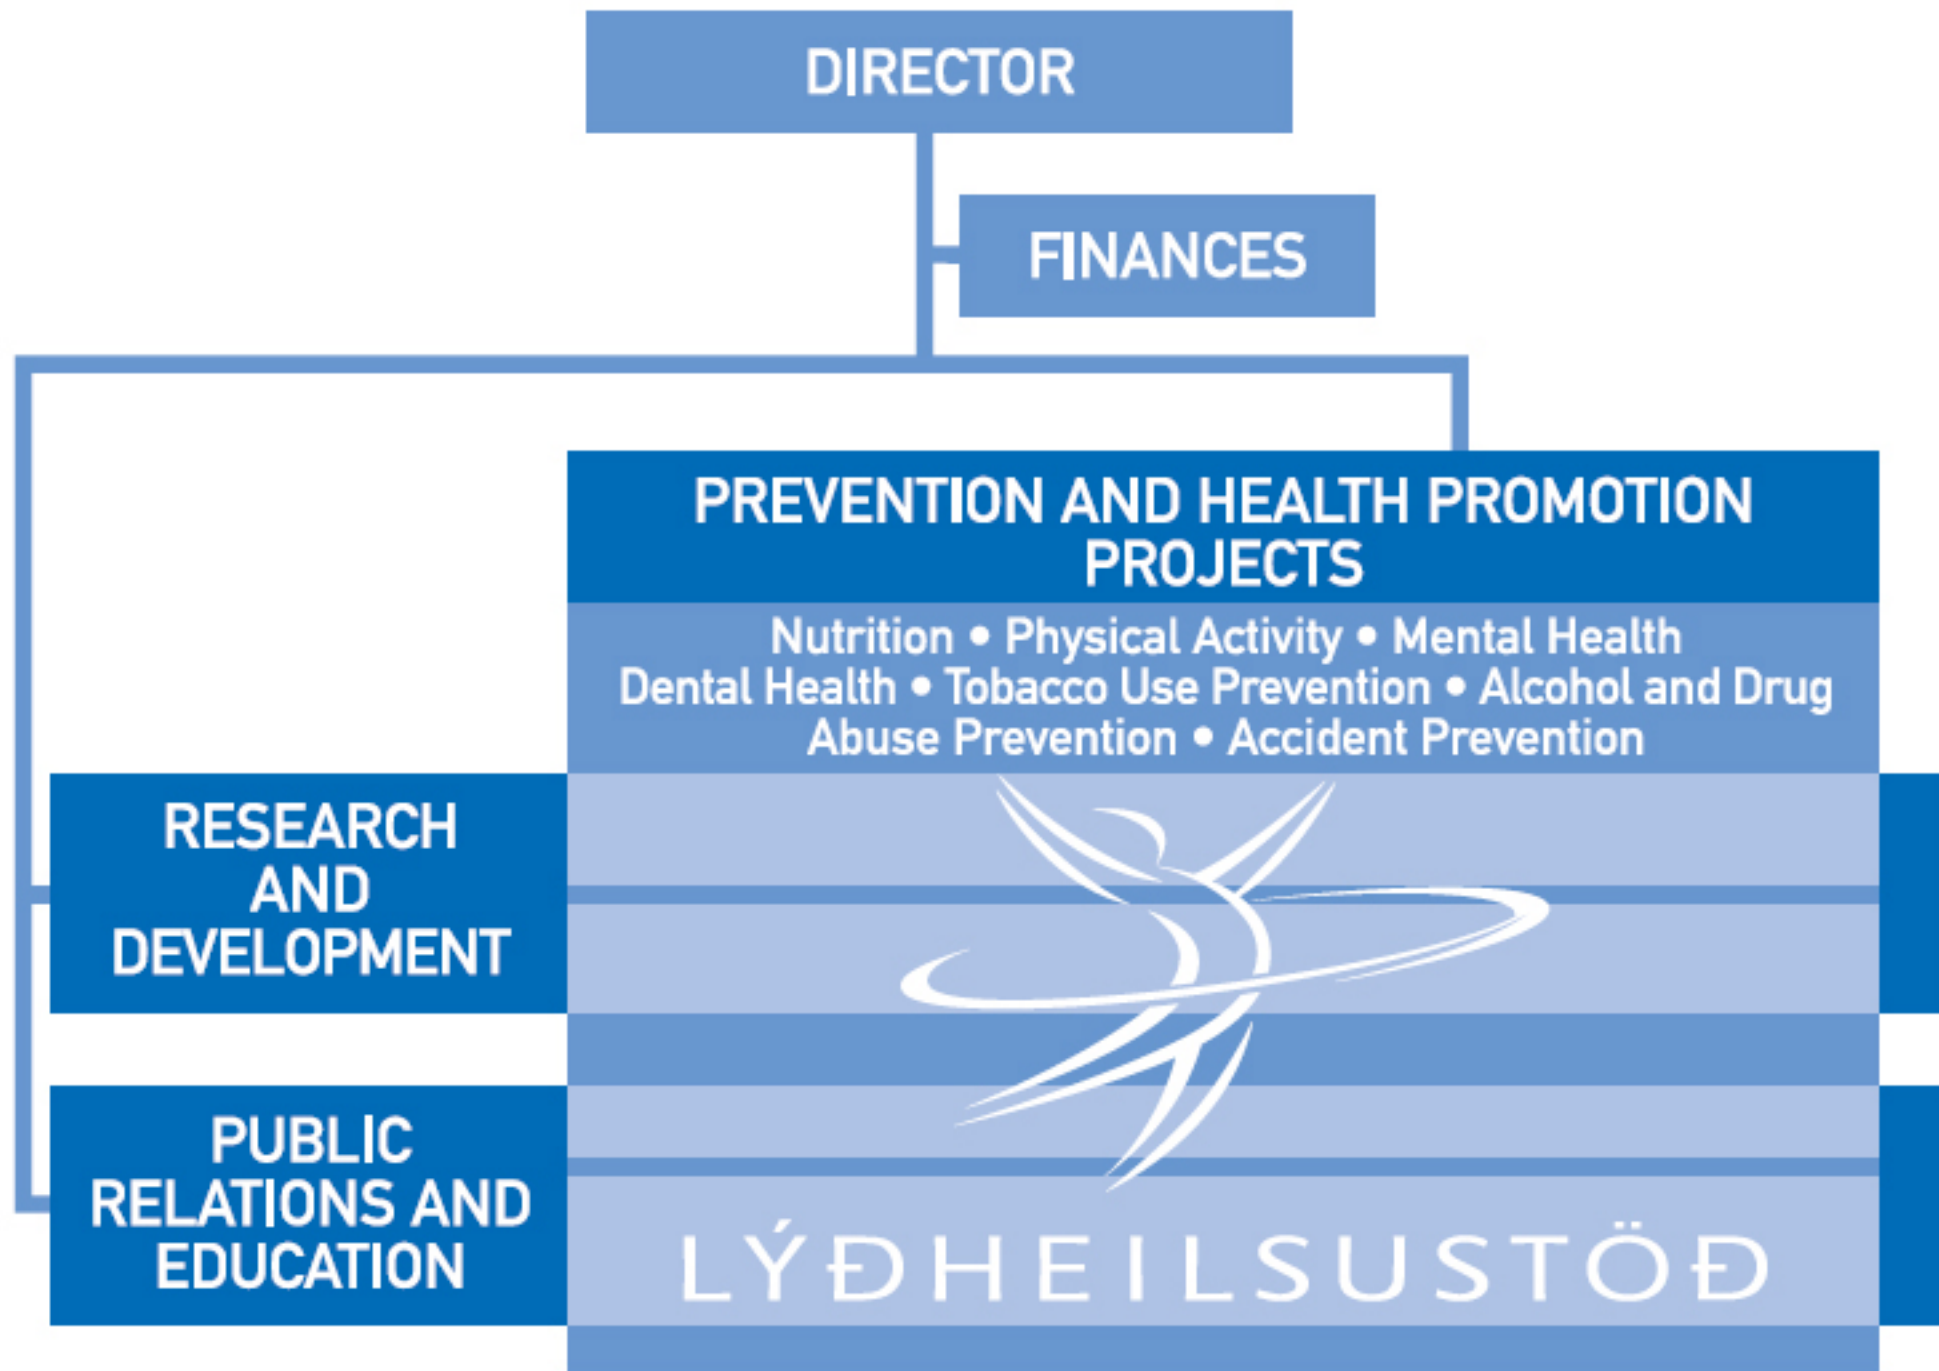 DIRECTOR
FINANCES
PREVENTION AND HEALTH PROMOTION
PROJECTS
Nutrition • Physical Activity • Mental Health
Dental Health • Tobacco Use Prevention • Alcohol and Drug
Abuse Prevention • Accident Prevention
RESEARCH
AND
DEVELOPMENT
PUBLIC
RELATIONS AND
EDUCATION
LÝÐHEILSUSTÖÐ